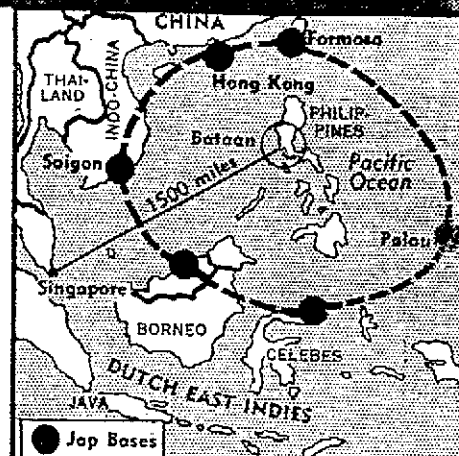 CHINA
Formosa
Hong Kong
THAI-
LAND
INDO-CHINA
PHILIP-
PINES
Bataan
Saigon
1500 miles
Pacific
Ocean
Palau
Singapore
BORNEO
CELEBES
DUTCH EAST INDIES
JAVA
Jap Bases